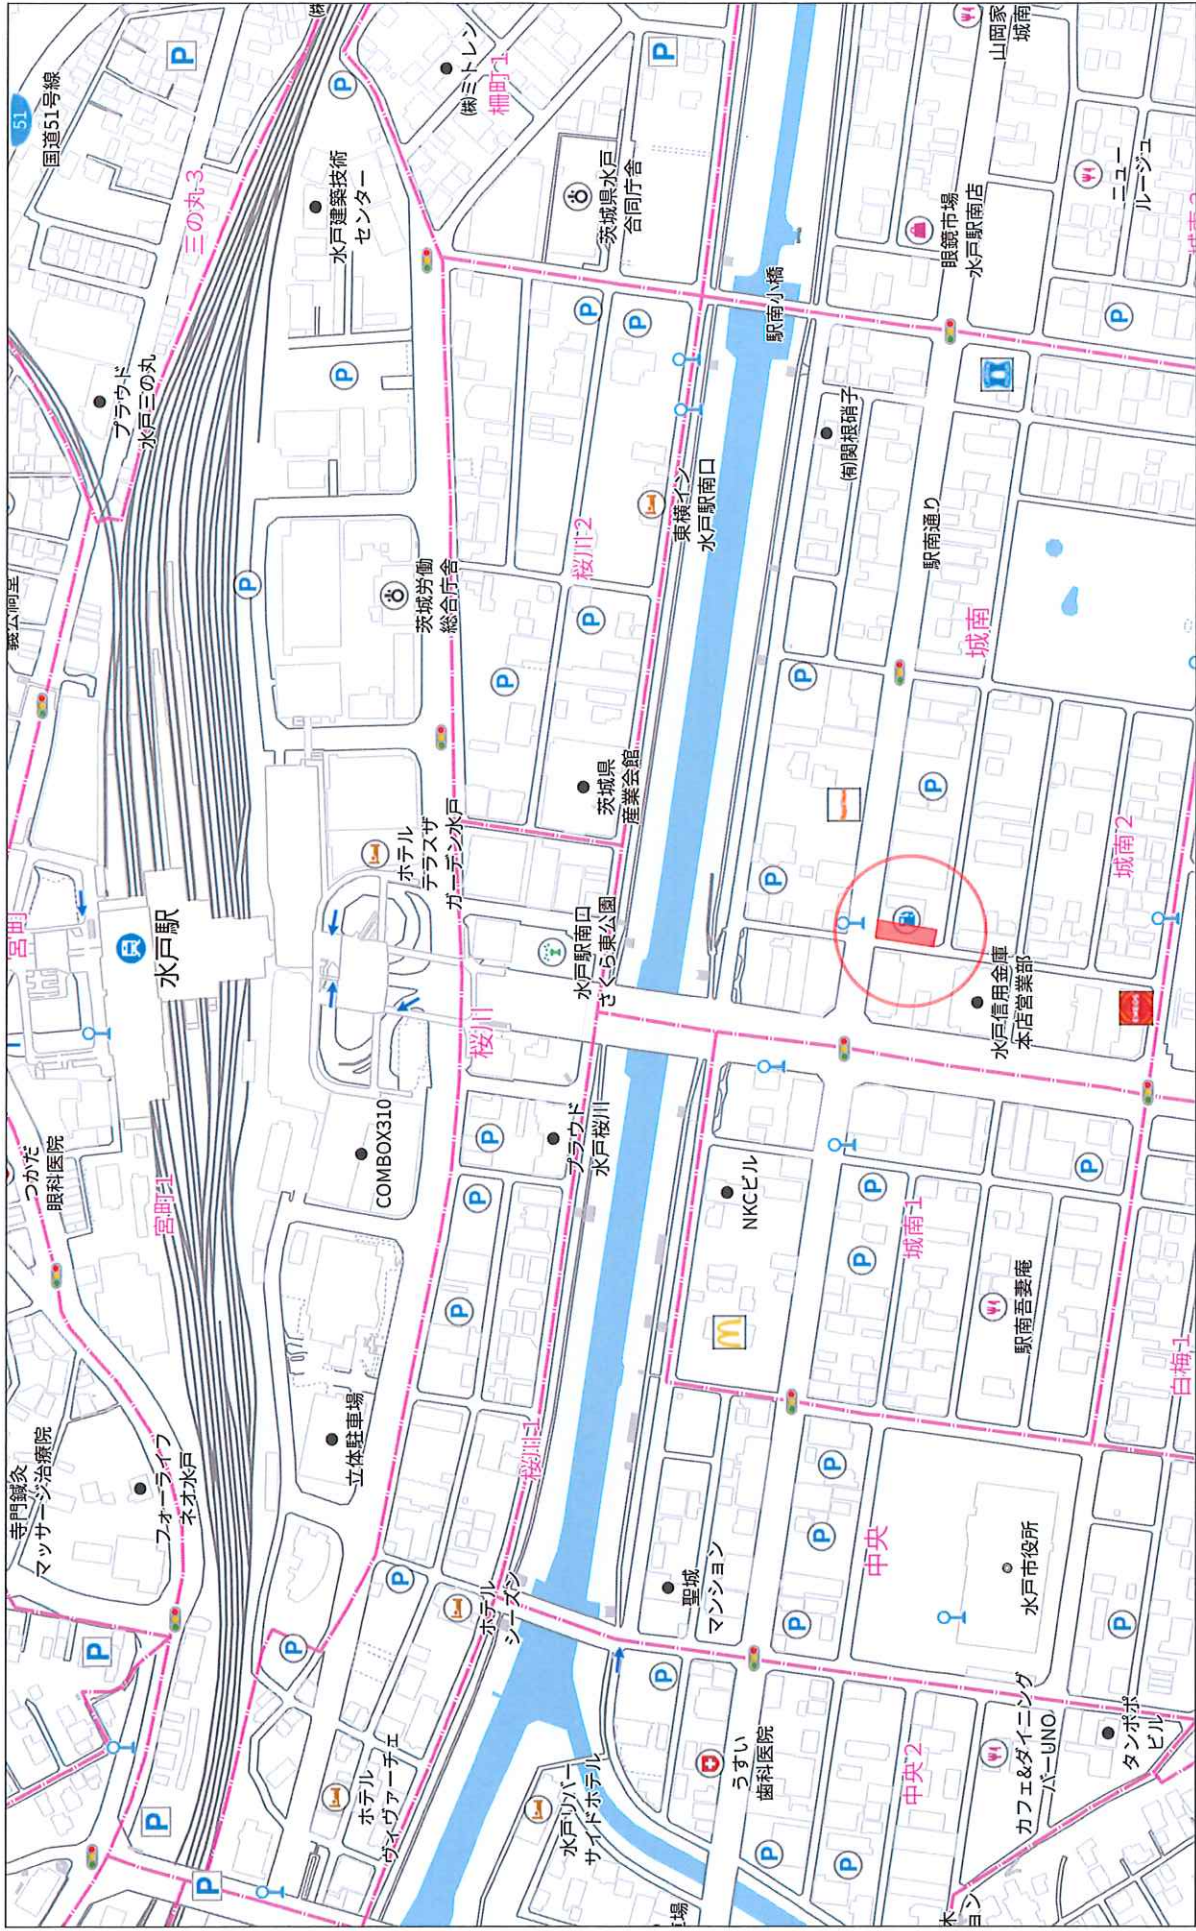 51
国道51号線
三の丸3
(株)ミトレン
柵町1
水戸建築技術
センター
茨城県水戸
合同庁舎
山岡家
城南
眼鏡市場
水戸駅南店
ニュー
ルージュ
駅南小橋
プラウド
水戸三の丸
(有)関根硝子
東横イン
水戸駅南口
桜川2
駅南通り
茨城労働
総合庁舎
義公祠堂
城南
茨城県
産業会館
城南2
ホテル
テラスザ
ガーデン水戸
宮町
水戸駅
水戸駅南口
さくら東公園
水戸信用金庫
本店営業部
ENEOS
桜川
COMBOX310
プラウド
水戸桜川
つかだ
眼科医院
宮町1
NKCビル
城南1
駅南吾妻庵
白梅1
立体駐車場
桜川1
寺門鍼灸
マッサージ治療院
フォーライフ
ネオ水戸
中央
水戸市役所
聖城
マンション
ホテル
シーズン
ホテル
ヴィヴァーチェ
水戸リバー
サイドホテル
うすい
歯科医院
中央2
カフェ&ダイニング
バーUNO
タンポポ
ビル